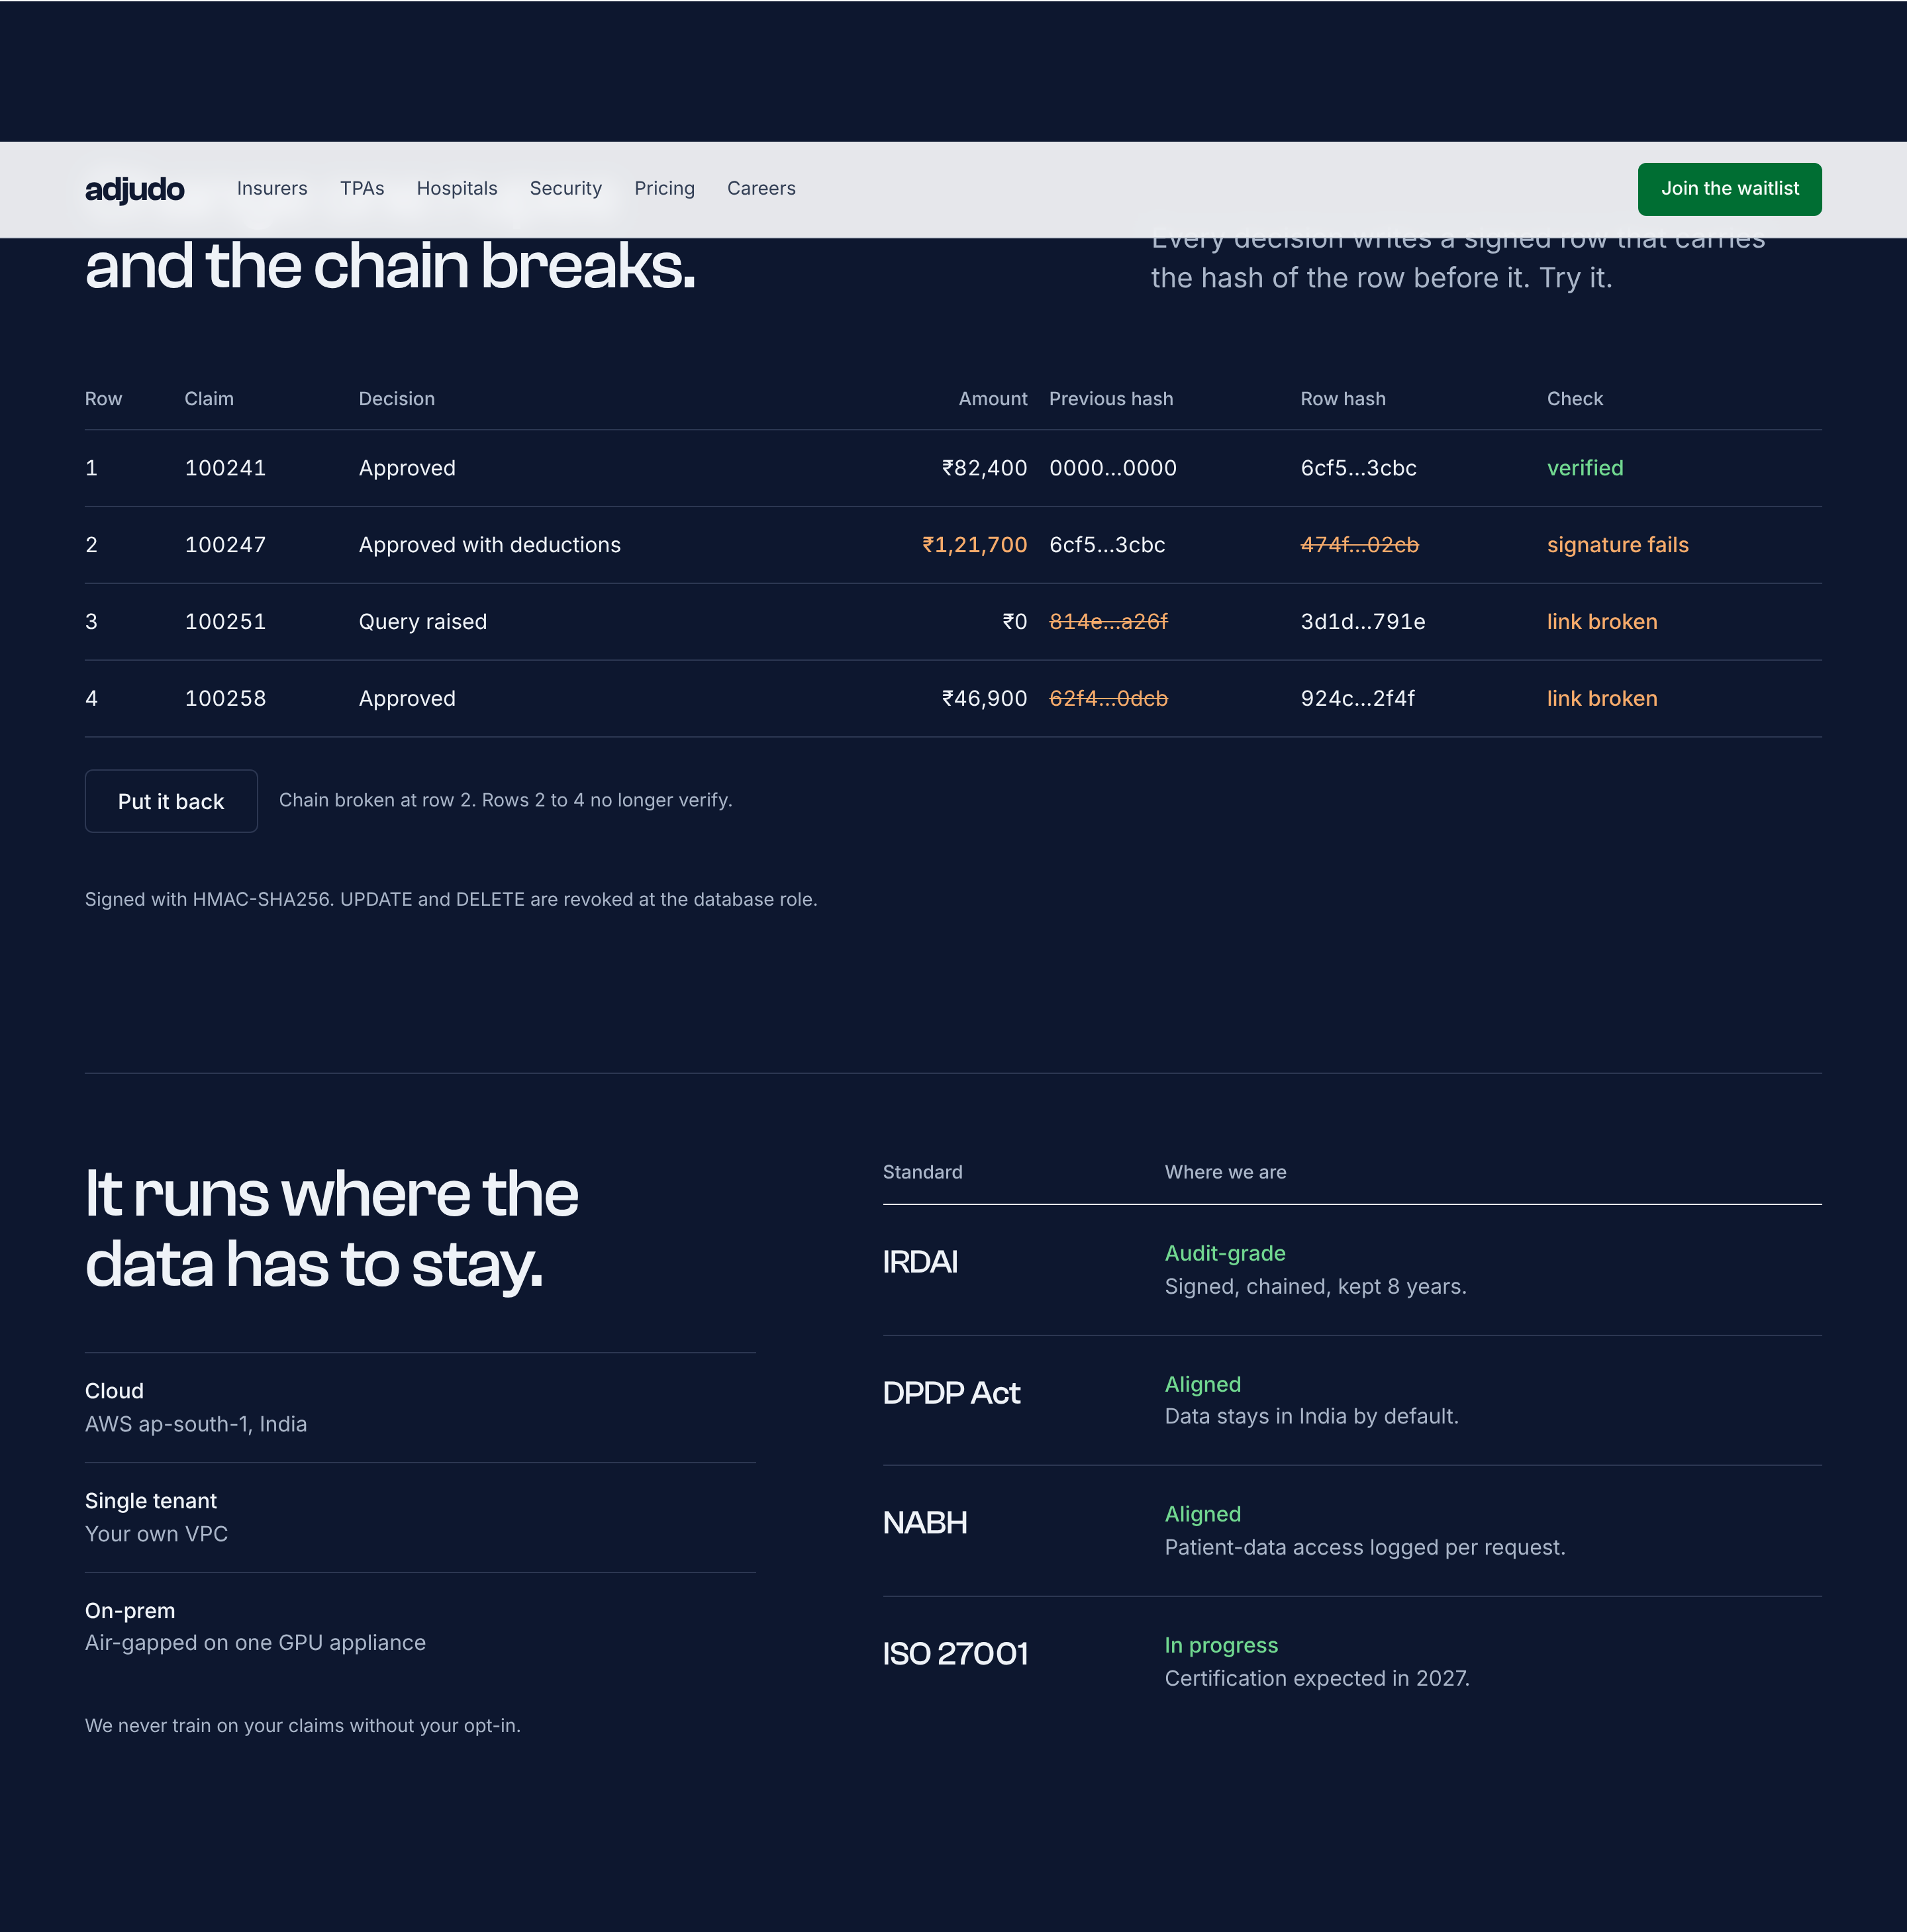 adjudo Insurers TPAs Hospitals Security Pricing Careers Join the waitlist
and the chain breaks.
Every decision writes a signed row that carries
the hash of the row before it. Try it.
Row Claim Decision Amount Previous hash Row hash Check
1 100241 Approved ₹82,400 0000…0000 6cf5…3cbc verified
2 100247 Approved with deductions ₹1,21,700 6cf5…3cbc 474f…02cb signature fails
3 100251 Query raised ₹0 814e…a26f 3d1d…791e link broken
4 100258 Approved ₹46,900 62f4…0dcb 924c…2f4f link broken
Put it back Chain broken at row 2. Rows 2 to 4 no longer verify.
Signed with HMAC-SHA256. UPDATE and DELETE are revoked at the database role.
It runs where the
data has to stay.
Cloud
AWS ap-south-1, India
Single tenant
Your own VPC
On-prem
Air-gapped on one GPU appliance
We never train on your claims without your opt-in.
Standard Where we are
IRDAI Audit-grade
Signed, chained, kept 8 years.
DPDP Act Aligned
Data stays in India by default.
NABH Aligned
Patient-data access logged per request.
ISO 27001 In progress
Certification expected in 2027.